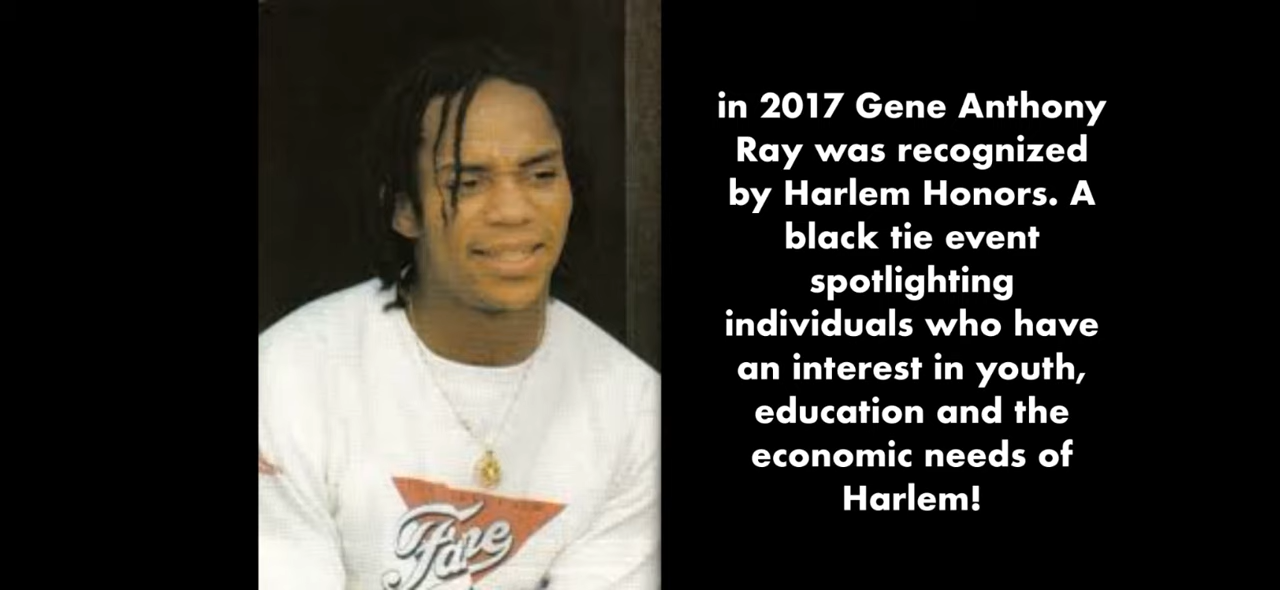 in 2017 Gene Anthony
Ray was recognized
by Harlem Honors. A
black tie event
spotlighting
individuals who have
an interest in youth,
education and the
economic needs of
Harlem!
Fame